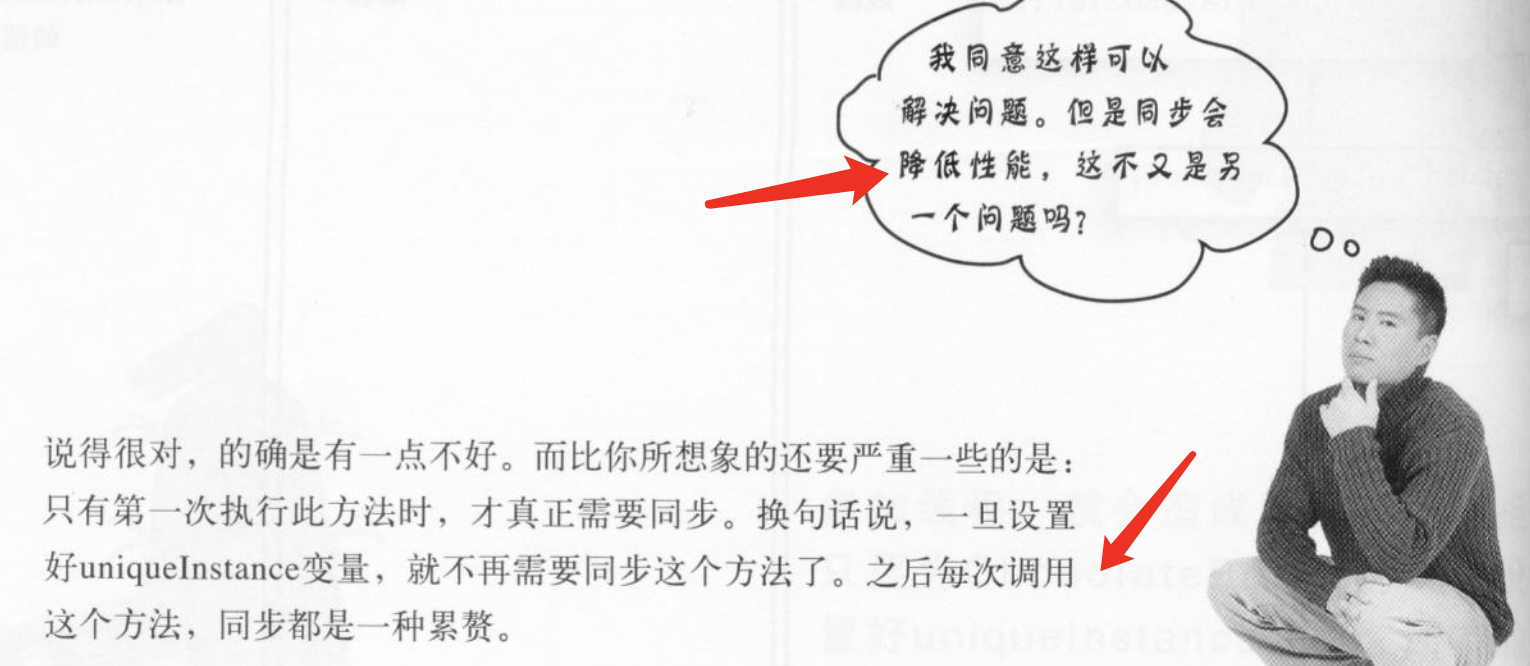 我同意这样可以
解决问题。但是同步会
降低性能，这不又是另
一个问题吗？
说得很对，的确是有一点不好。而比你所想象的还要严重一些的是：
只有第一次执行此方法时，才真正需要同步。换句话说，一旦设置
好uniqueInstance变量，就不再需要同步这个方法了。之后每次调用
这个方法，同步都是一种累赘。